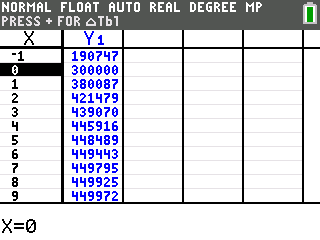 NORMAL FLOAT AUTO REAL DEGREE MP
PRESS + FOR △Tbl
X Y1
-1 190747
0 300000
1 380087
2 421479
3 439070
4 445916
5 448489
6 449443
7 449795
8 449925
9 449972
X=0